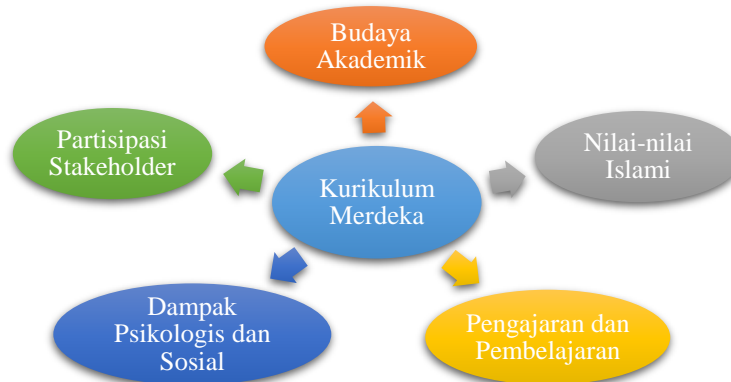 Budaya
Akademik
Partisipasi
Stakeholder
Nilai-nilai
Islami
Kurikulum
Merdeka
Dampak
Psikologis dan
Sosial
Pengajaran dan
Pembelajaran